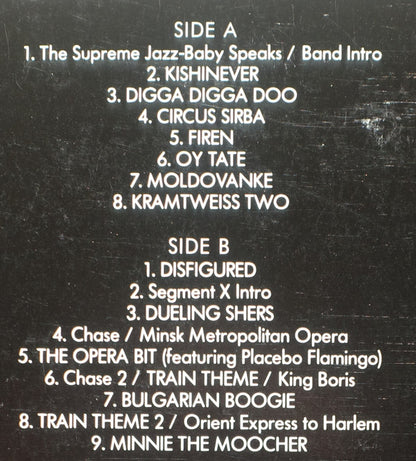 SIDE A
1. The Supreme Jazz-Baby Speaks / Band Intro
2. KISHINEVER
3. DIGGA DIGGA DOO
4. CIRCUS SIRBA
5. FIREN
6. OY TATE
7. MOLDOVANKE
8. KRAMTWEISS TWO
SIDE B
1. DISFIGURED
2. Segment X Intro
3. DUELING SHERS
4. Chase / Minsk Metropolitan Opera
5. THE OPERA BIT (featuring Placebo Flamingo)
6. Chase 2 / TRAIN THEME / King Boris
7. BULGARIAN BOOGIE
8. TRAIN THEME 2 / Orient Express to Harlem
9. MINNIE THE MOOCHER